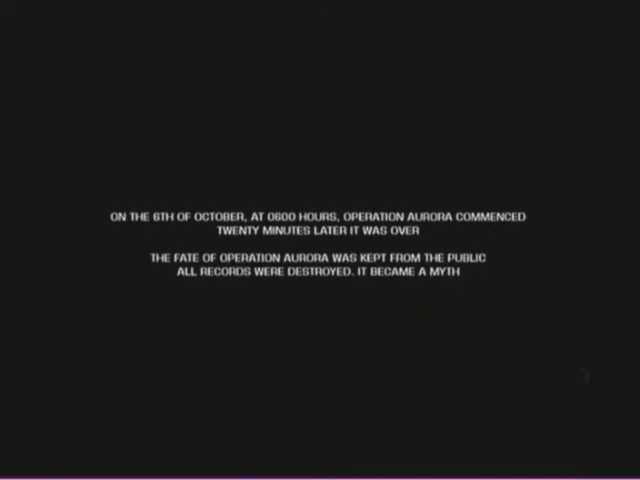 ON THE 6TH OF OCTOBER, AT 0600 HOURS, OPERATION AURORA COMMENCED
TWENTY MINUTES LATER IT WAS OVER
THE FATE OF OPERATION AURORA WAS KEPT FROM THE PUBLIC
ALL RECORDS WERE DESTROYED. IT BECAME A MYTH